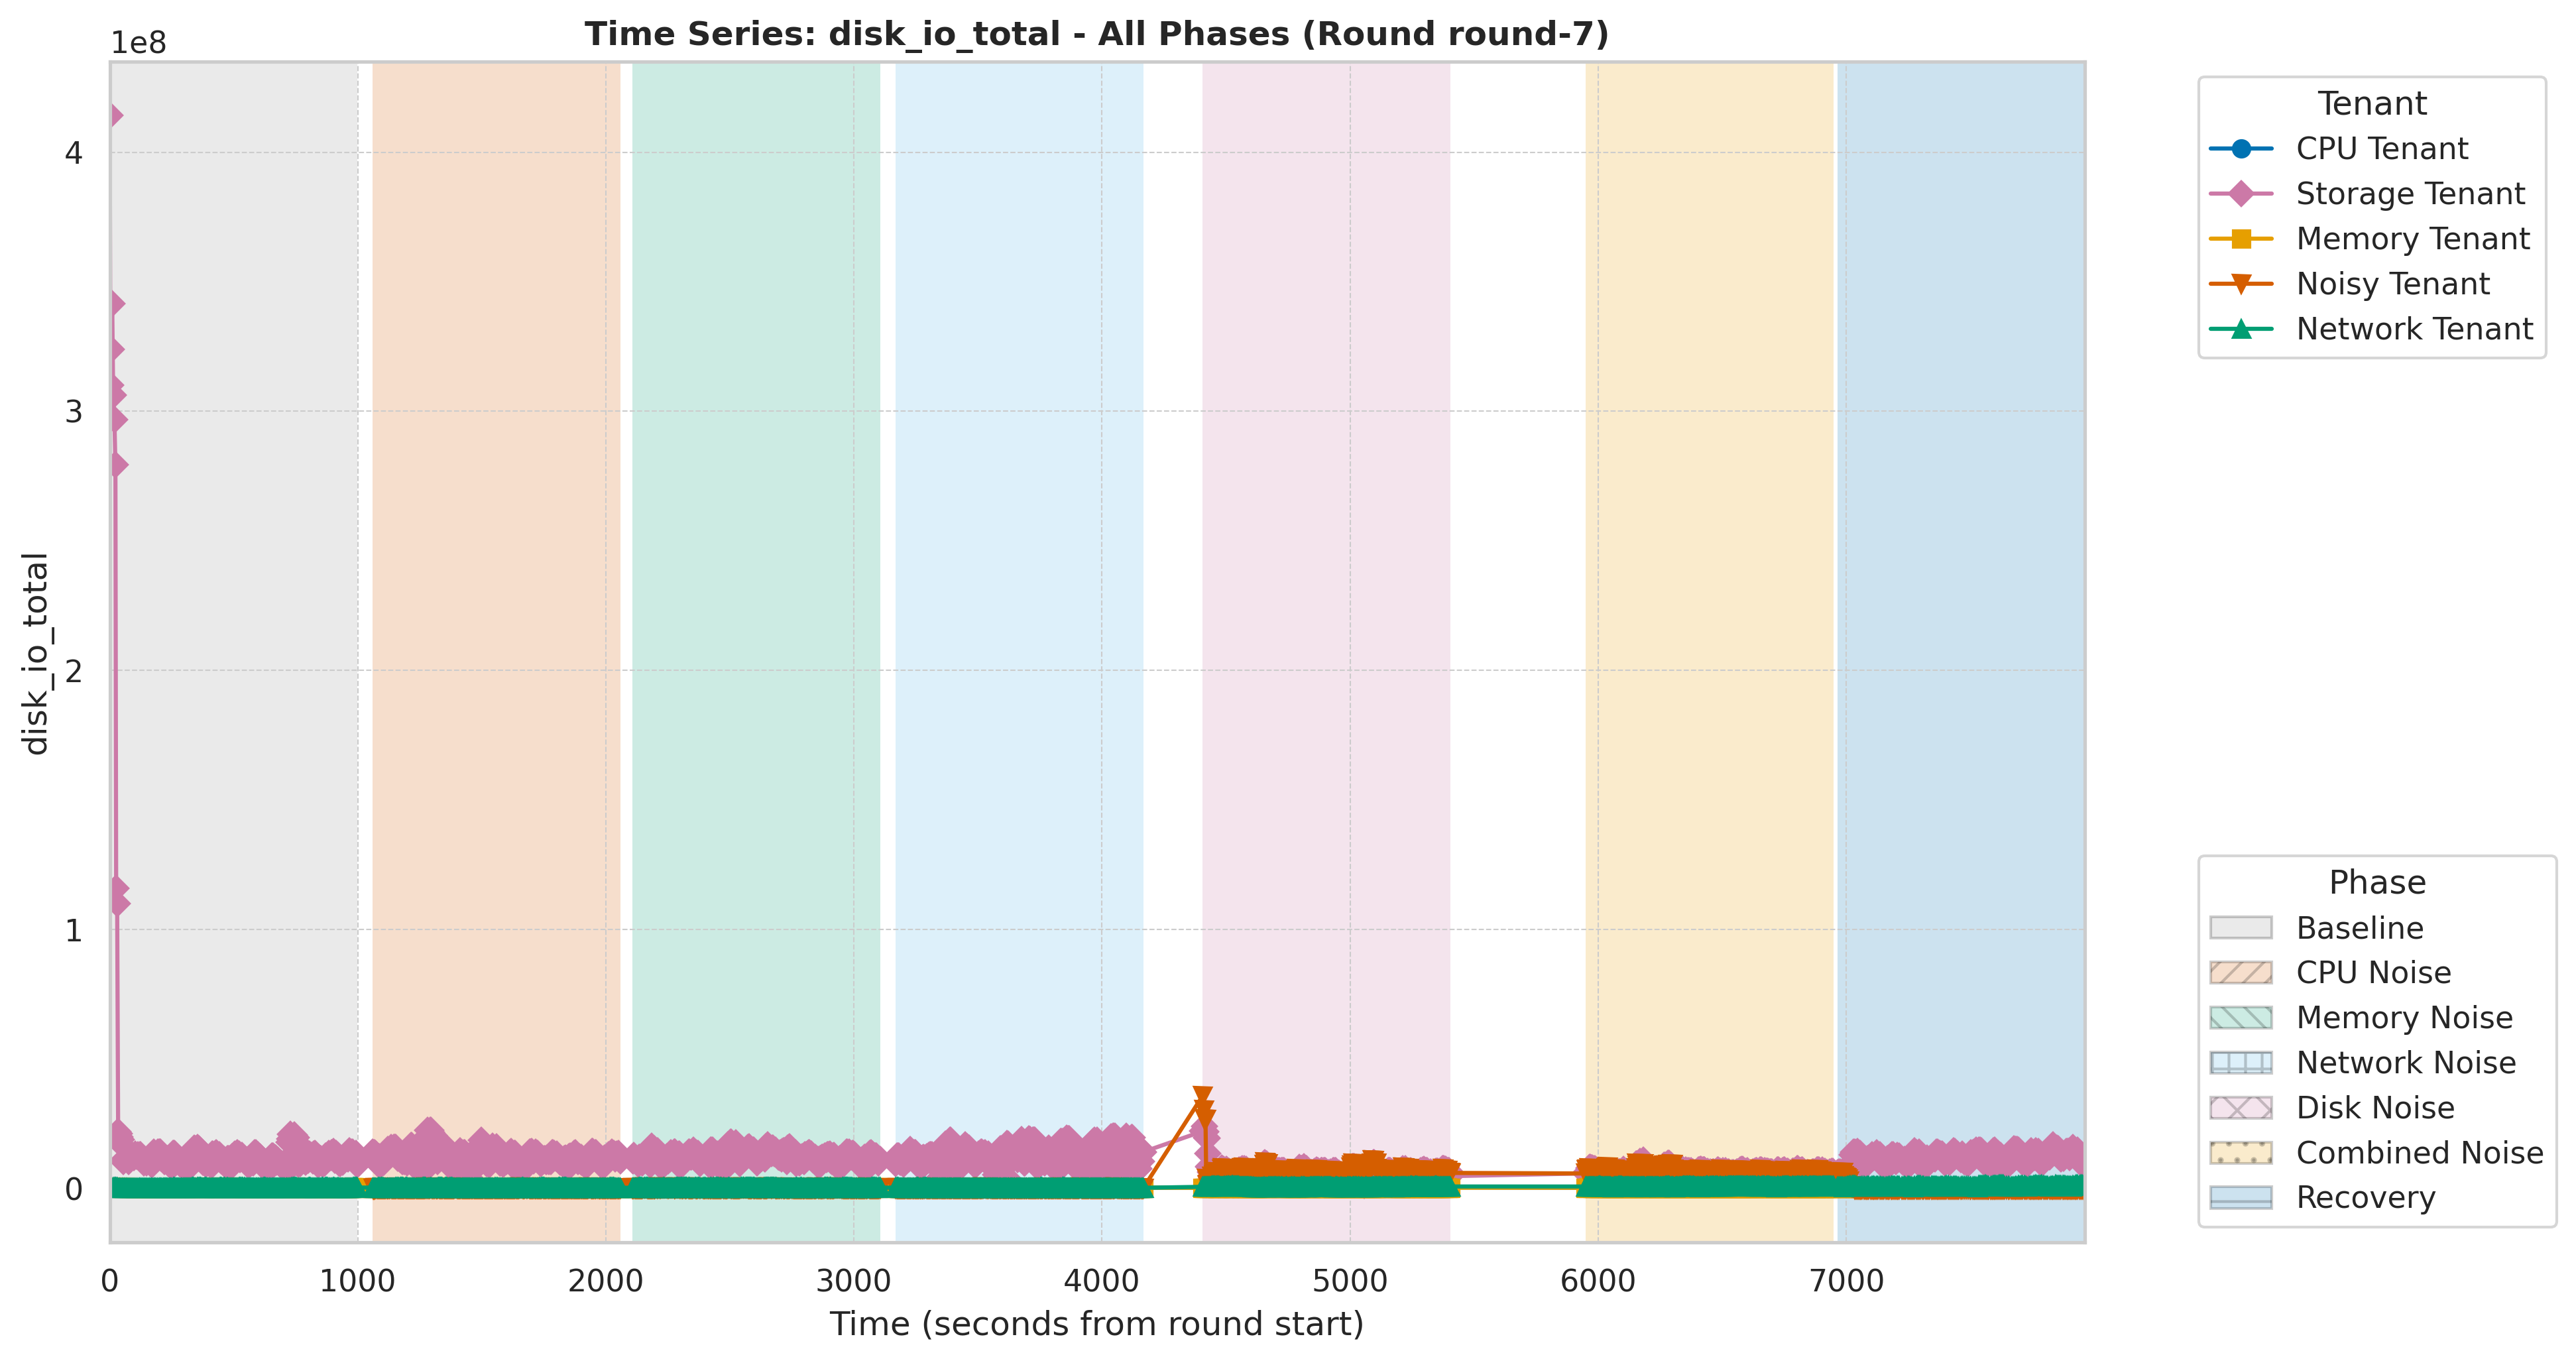 Time Series: disk_io_total - All Phases (Round round-7)
1e8
4
3
2
1
0
disk_io_total
0 1000 2000 3000 4000 5000 6000 7000
Time (seconds from round start)
Tenant
CPU Tenant
Storage Tenant
Memory Tenant
Noisy Tenant
Network Tenant
Phase
Baseline
CPU Noise
Memory Noise
Network Noise
Disk Noise
Combined Noise
Recovery